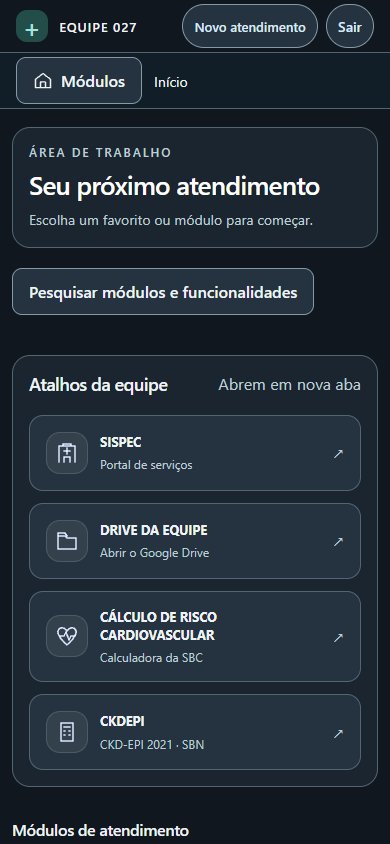 EQUIPE 027
Novo atendimento
Sair
Módulos
Início
ÁREA DE TRABALHO
Seu próximo atendimento
Escolha um favorito ou módulo para começar.
Pesquisar módulos e funcionalidades
Atalhos da equipe
Abrem em nova aba
SISPEC
Portal de serviços
DRIVE DA EQUIPE
Abrir o Google Drive
CÁLCULO DE RISCO
CARDIOVASCULAR
Calculadora da SBC
CKDEPI
CKD-EPI 2021 · SBN
Módulos de atendimento